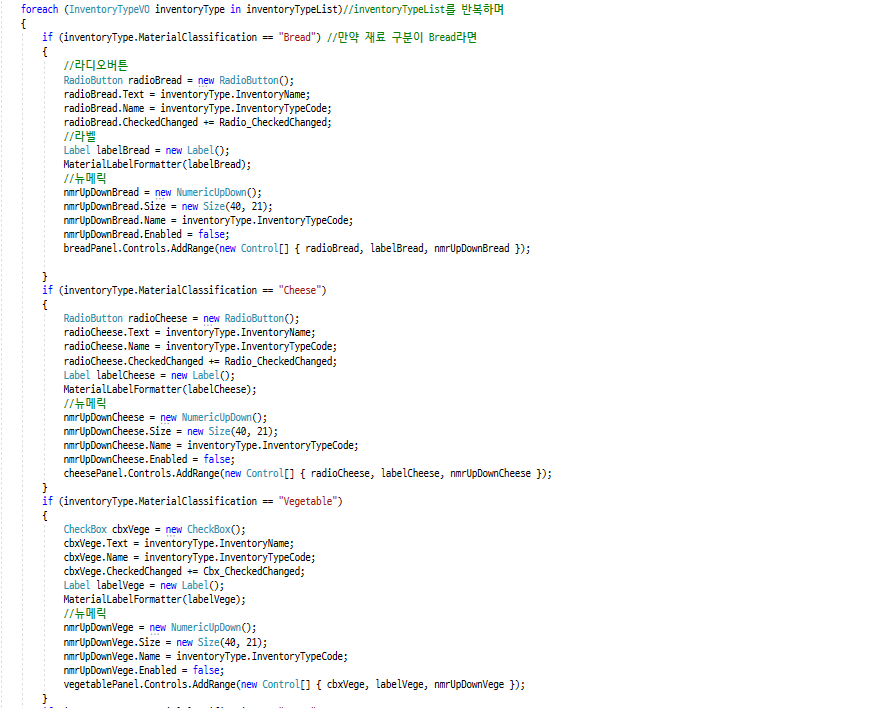 foreach (InventoryTypeVO inventoryType in inventoryTypeList)//inventoryTypeList를 반복하며
{
if (inventoryType.MaterialClassification == "Bread") //만약 재료 구분이 Bread라면
{
//라디오버튼
RadioButton radioBread = new RadioButton();
radioBread.Text = inventoryType.InventoryName;
radioBread.Name = inventoryType.InventoryTypeCode;
radioBread.CheckedChanged += Radio_CheckedChanged;
//라벨
Label labelBread = new Label();
MaterialLabelFormatter(labelBread);
//뉴메릭
nmrUpDownBread = new NumericUpDown();
nmrUpDownBread.Size = new Size(40, 21);
nmrUpDownBread.Name = inventoryType.InventoryTypeCode;
nmrUpDownBread.Enabled = false;
breadPanel.Controls.AddRange(new Control[] { radioBread, labelBread, nmrUpDownBread });
}
if (inventoryType.MaterialClassification == "Cheese")
{
RadioButton radioCheese = new RadioButton();
radioCheese.Text = inventoryType.InventoryName;
radioCheese.Name = inventoryType.InventoryTypeCode;
radioCheese.CheckedChanged += Radio_CheckedChanged;
Label labelCheese = new Label();
MaterialLabelFormatter(labelCheese);
//뉴메릭
nmrUpDownCheese = new NumericUpDown();
nmrUpDownCheese.Size = new Size(40, 21);
nmrUpDownCheese.Name = inventoryType.InventoryTypeCode;
nmrUpDownCheese.Enabled = false;
cheesePanel.Controls.AddRange(new Control[] { radioCheese, labelCheese, nmrUpDownCheese });
}
if (inventoryType.MaterialClassification == "Vegetable")
{
CheckBox cbxVege = new CheckBox();
cbxVege.Text = inventoryType.InventoryName;
cbxVege.Name = inventoryType.InventoryTypeCode;
cbxVege.CheckedChanged += Cbx_CheckedChanged;
Label labelVege = new Label();
MaterialLabelFormatter(labelVege);
//뉴메릭
nmrUpDownVege = new NumericUpDown();
nmrUpDownVege.Size = new Size(40, 21);
nmrUpDownVege.Name = inventoryType.InventoryTypeCode;
nmrUpDownVege.Enabled = false;
vegetablePanel.Controls.AddRange(new Control[] { cbxVege, labelVege, nmrUpDownVege });
}